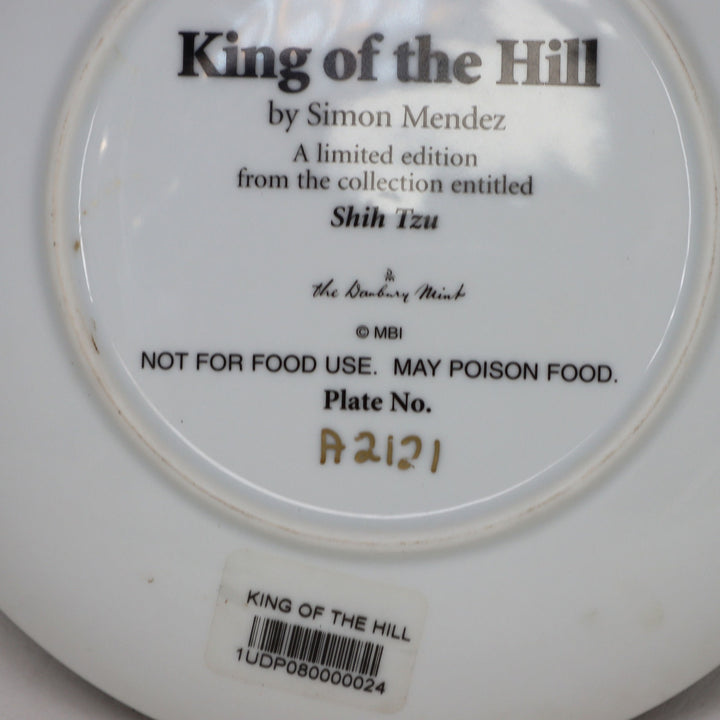 King of the Hill
by Simon Mendez
A limited edition
from the collection entitled
Shih Tzu
the Danbury Mint
© MBI
NOT FOR FOOD USE. MAY POISON FOOD.
Plate No.
A2121
KING OF THE HILL
1UDP080000024